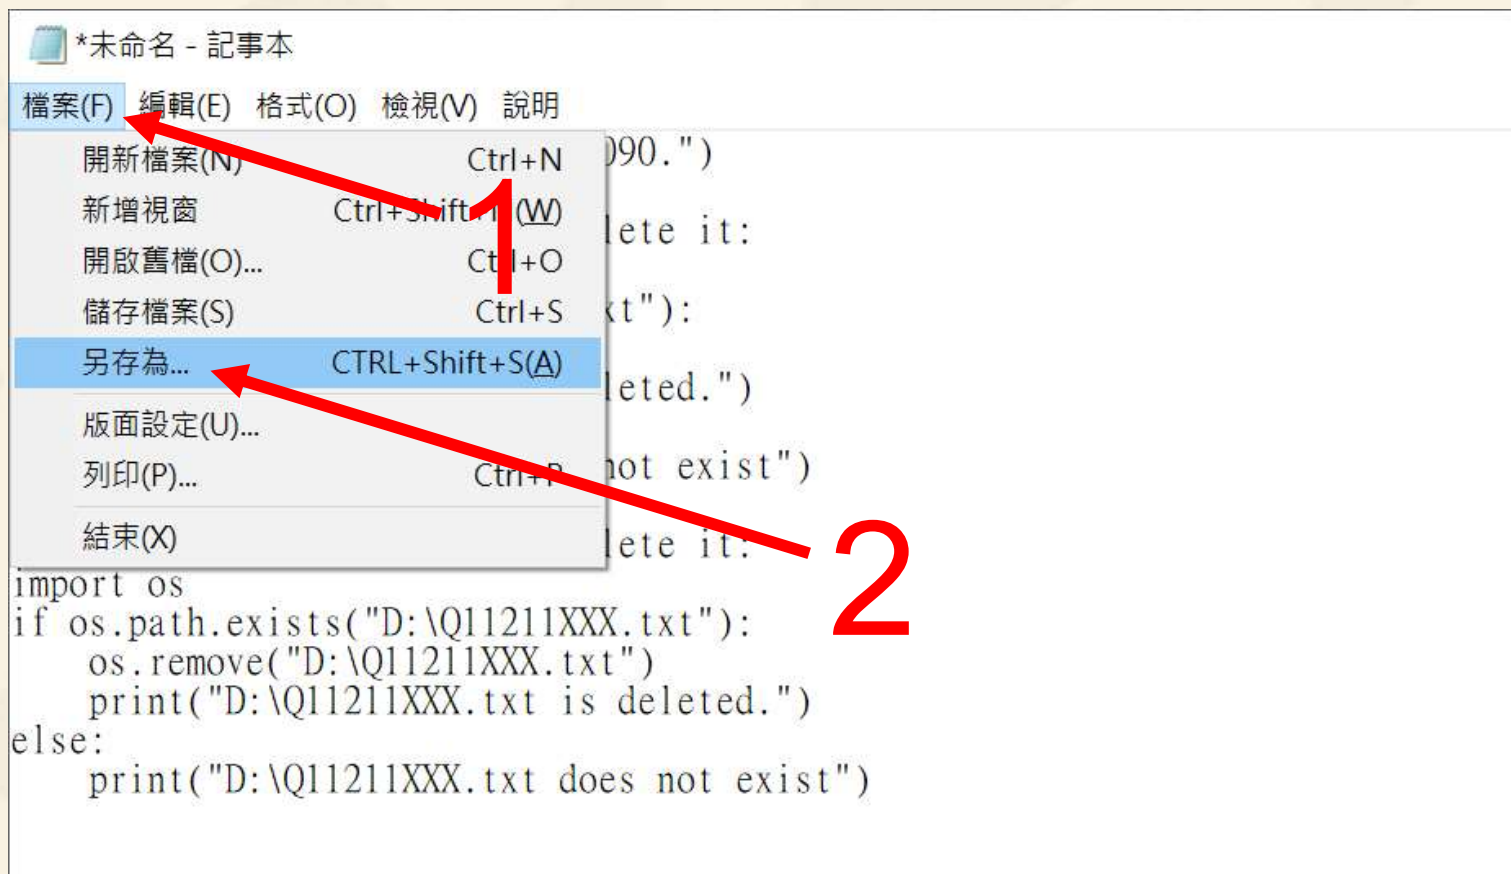 *未命名 - 記事本
檔案(F) 編輯(E) 格式(O) 檢視(V) 說明
開新檔案(N) Ctrl+N
新增視窗 (W)
開啟舊檔(O)... Ctrl+O
儲存檔案(S) Ctrl+S
另存為... CTRL+Shift+S(A)
版面設定(U)...
列印(P)... Ctrl+P
結束(X)
1
2
090.")
lete it:
xt"):
leted.")
not exist")
lete it:
import os
if os.path.exists("D:\Q11211XXX.txt"):
os.remove("D:\Q11211XXX.txt")
print("D:\Q11211XXX.txt is deleted.")
else:
print("D:\Q11211XXX.txt does not exist")